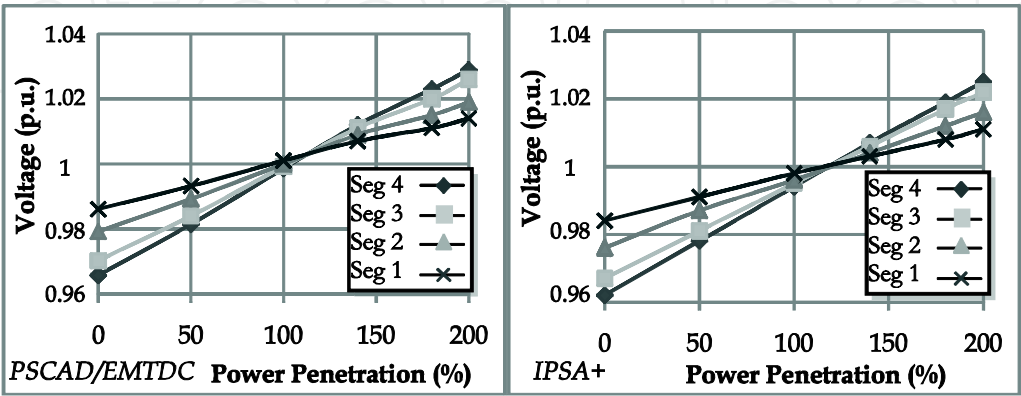 1.04
1.02
1
0.98
0.96
Voltage (p.u.)
Seg 4
Seg 3
Seg 2
Seg 1
0 50 100 150 200
PSCAD/EMTDC Power Penetration (%)
1.04
1.02
1
0.98
0.96
Voltage (p.u.)
Seg 4
Seg 3
Seg 2
Seg 1
0 50 100 150 200
IPSA+ Power Penetration (%)